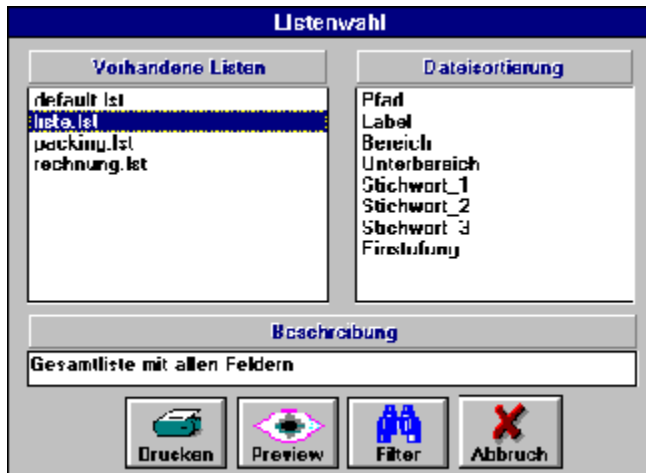 Listenwahl
Vorhandene Listen
default.lst
liste.lst
packing.lst
rechnung.lst
Dateisortierung
Pfad
Label
Bereich
Unterbereich
Stichwort_1
Stichwort_2
Stichwort_3
Einstufung
Beschreibung
Gesamtliste mit allen Feldern
Drucken
Preview
Filter
Abbruch